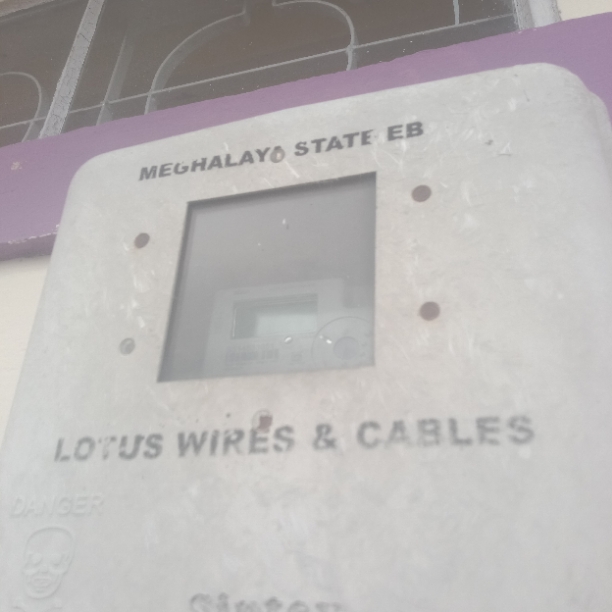 MEGHALAYA STATE EB
LOTUS WIRES & CABLES
DANGER